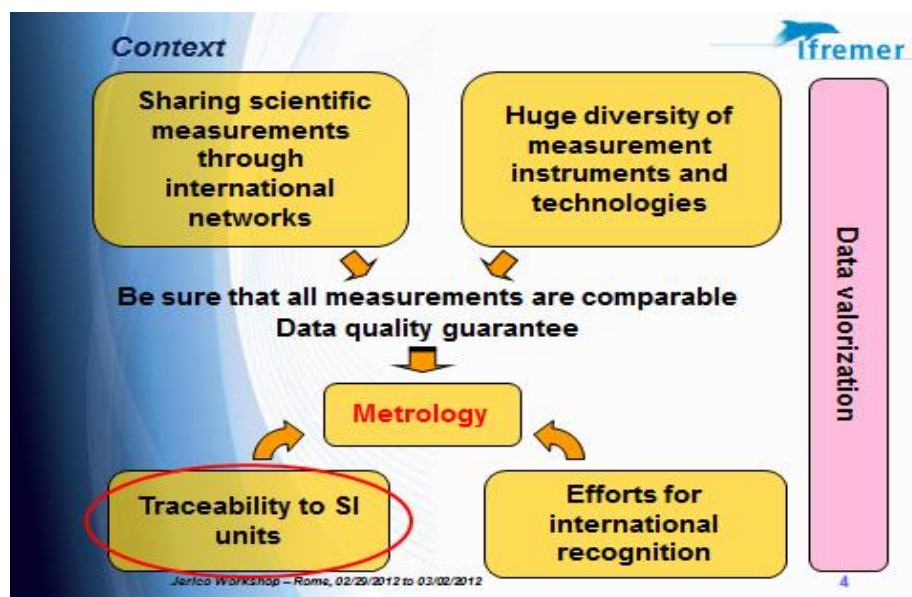 Context
Ifremer
Sharing scientific
measurements
through
international
networks
Huge diversity of
measurement
instruments and
technologies
Data valorization
Be sure that all measurements are comparable
Data quality guarantee
Metrology
Traceability to SI
units
Efforts for
international
recognition
Jerico Workshop – Rome, 02/29/2012 to 03/02/2012
4